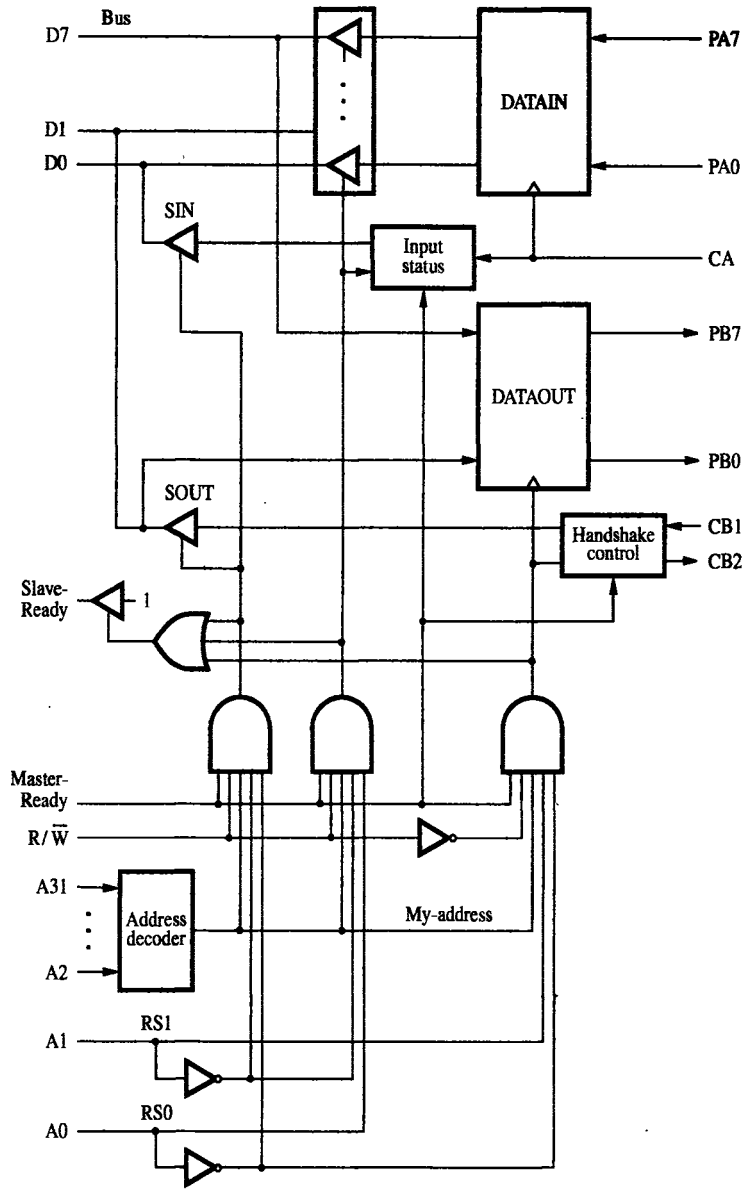 Bus
D7
PA7
DATAIN
D1
D0
PA0
SIN
Input
status
CA
PB7
DATAOUT
PB0
SOUT
CB1
Handshake
control
CB2
Slave-
Ready
1
Master-
Ready
R/W̅
A31
My-address
Address
decoder
A2
RS1
A1
RS0
A0